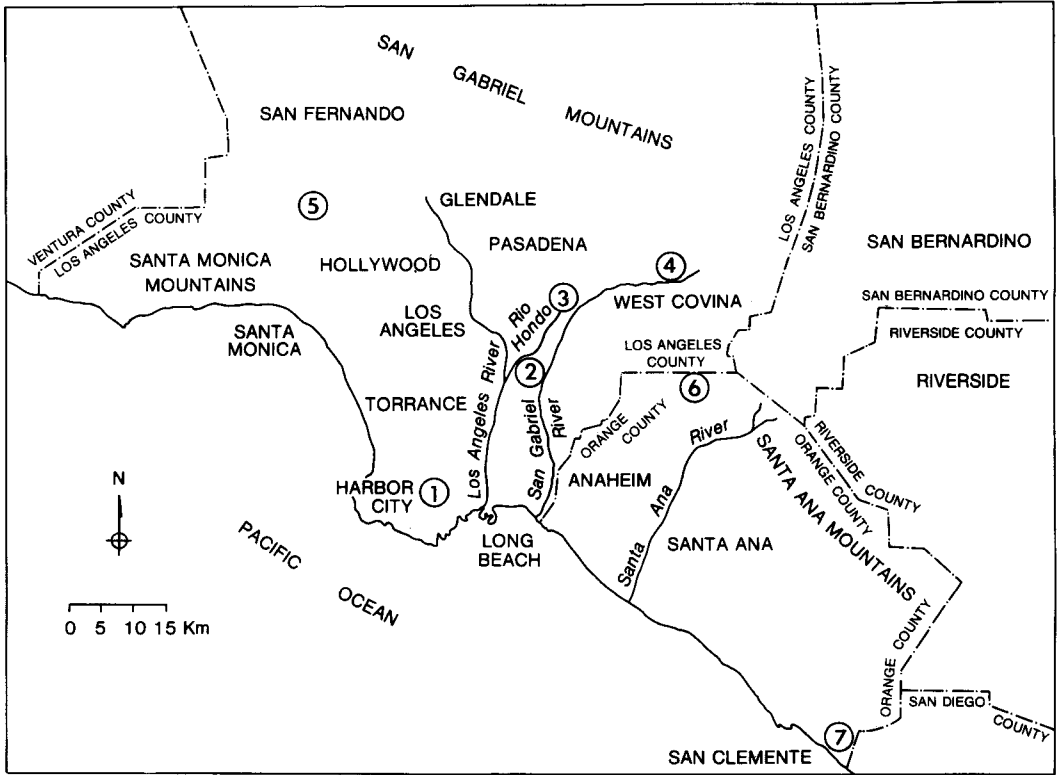 SAN
GABRIEL
MOUNTAINS
SAN FERNANDO
LOS ANGELES COUNTY
SAN BERNARDINO COUNTY
5
GLENDALE
VENTURA COUNTY
LOS ANGELES COUNTY
PASADENA
SAN BERNARDINO
SANTA MONICA
MOUNTAINS
HOLLYWOOD
4
3
WEST COVINA
SAN BERNARDINO COUNTY
RIVERSIDE COUNTY
LOS
ANGELES
Rio
Hondo
SANTA
MONICA
LOS ANGELES
COUNTY
2
6
RIVERSIDE
TORRANCE
Los Angeles River
San Gabriel
River
ORANGE
COUNTY
Santa Ana River
RIVERSIDE COUNTY
ORANGE COUNTY
SANTA ANA MOUNTAINS
ANAHEIM
HARBOR
CITY
1
N
LONG
BEACH
SANTA ANA
PACIFIC
OCEAN
0 5 10 15 Km
ORANGE COUNTY
SAN DIEGO
COUNTY
7
SAN CLEMENTE